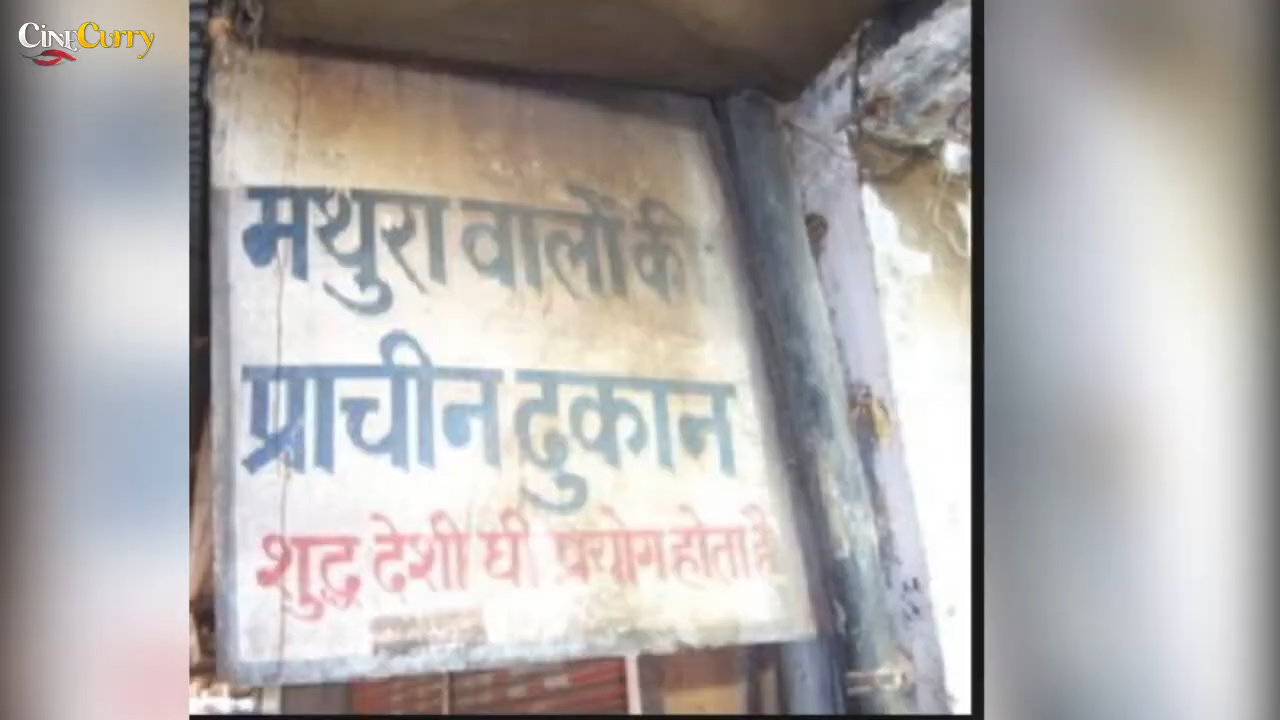 CINECURRY
मथुरा वालों की
प्राचीन दुकान
शुद्ध देशी घी प्रयोग होता है